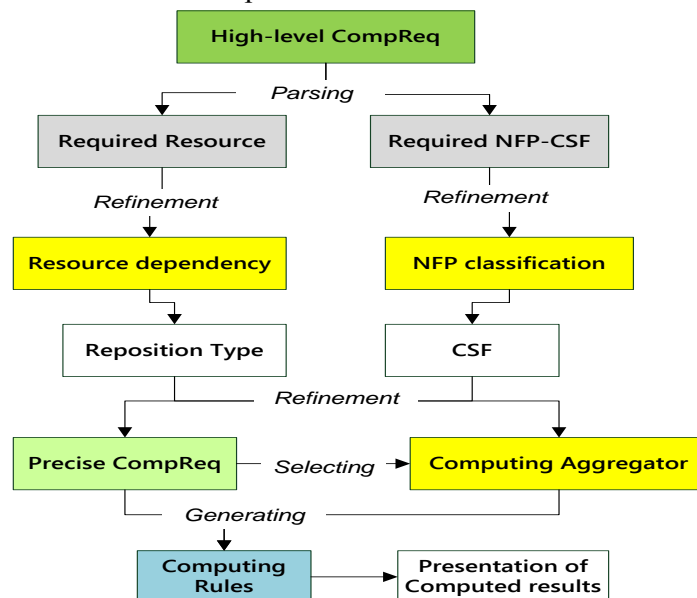 High-level CompReq
Parsing
Required Resource
Required NFP-CSF
Refinement
Refinement
Resource dependency
NFP classification
Reposition Type
CSF
Refinement
Precise CompReq
Selecting
Computing Aggregator
Generating
Computing
Rules
Presentation of
Computed results